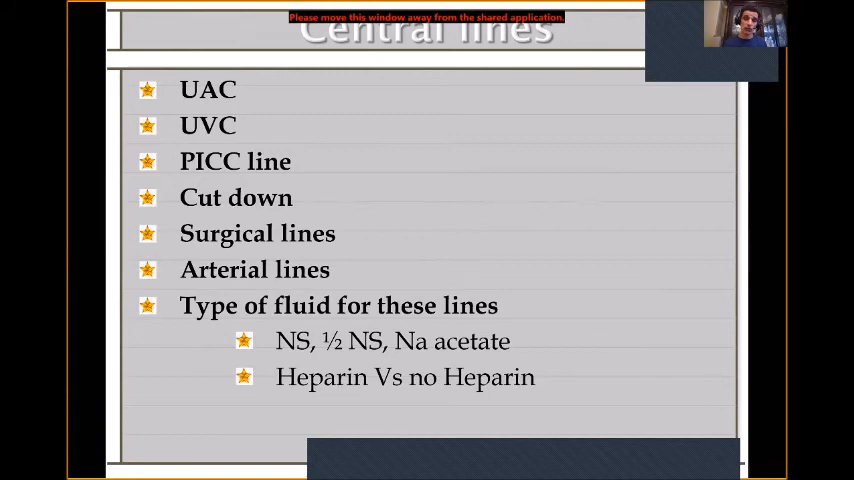 Please move this window away from the shared application.
Central lines
UAC
UVC
PICC line
Cut down
Surgical lines
Arterial lines
Type of fluid for these lines
NS, ½ NS, Na acetate
Heparin Vs no Heparin